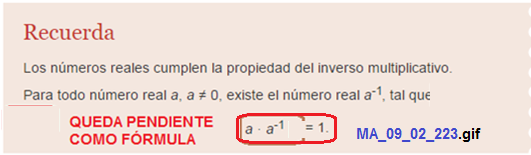 Recuerda
Los números reales cumplen la propiedad del inverso multiplicativo.
Para todo número real a, a ≠ 0, existe el número real a⁻¹, tal que
QUEDA PENDIENTE
COMO FÓRMULA
a · a⁻¹ = 1.
MA_09_02_223.gif